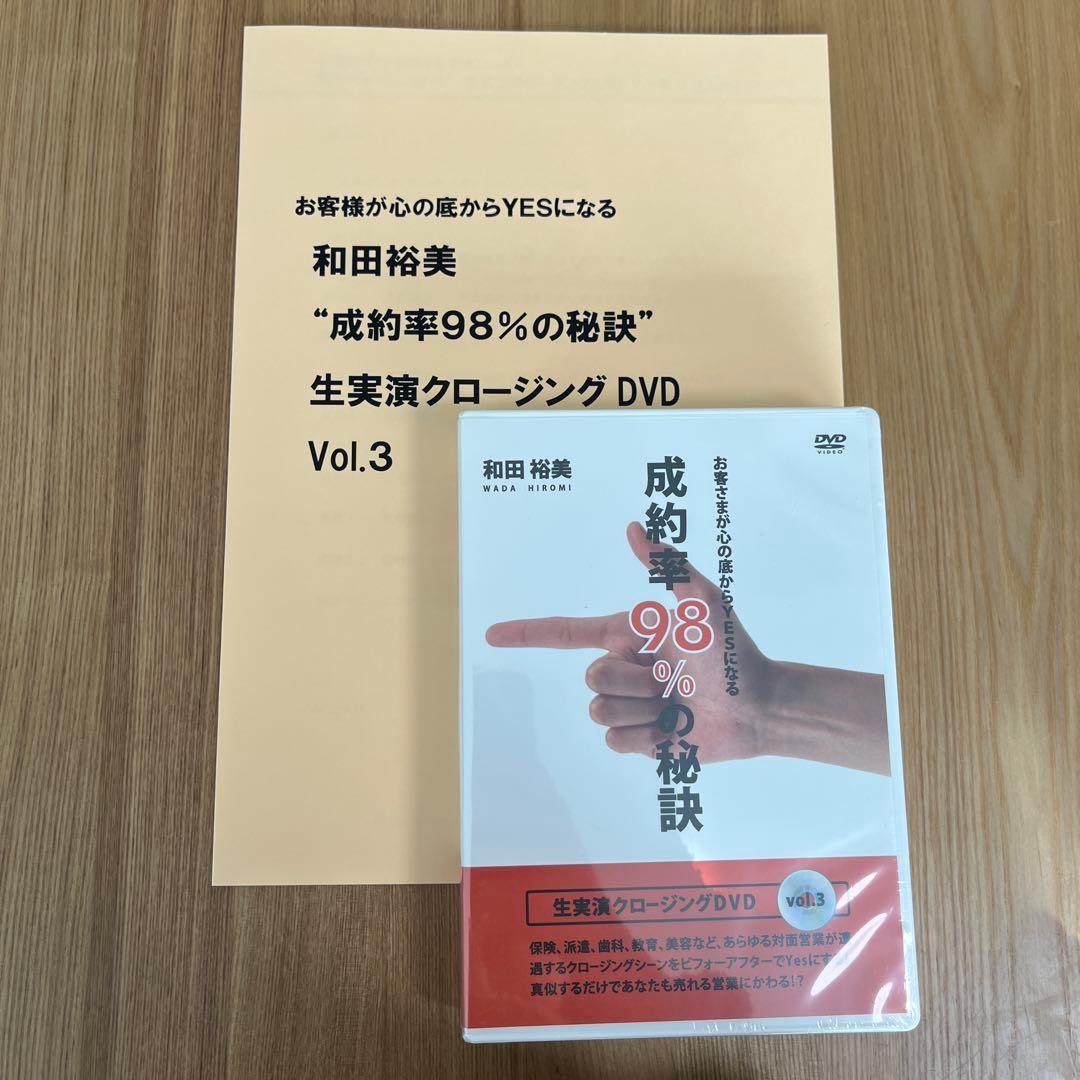 お客様が心の底からYESになる
和田裕美
“成約率98%の秘訣”
生実演クロージング DVD
Vol.3
和田 裕美
WADA HIROMI
DVD
VIDEO
お客さまが心の底からYESになる
成約率98%の秘訣
生実演クロージングDVD vol.3
保険、派遣、歯科、教育、美容など、あらゆる対面営業が遭
遇するクロージングシーンをビフォーアフターでYesにする!
真似するだけであなたも売れる営業にかわる!?